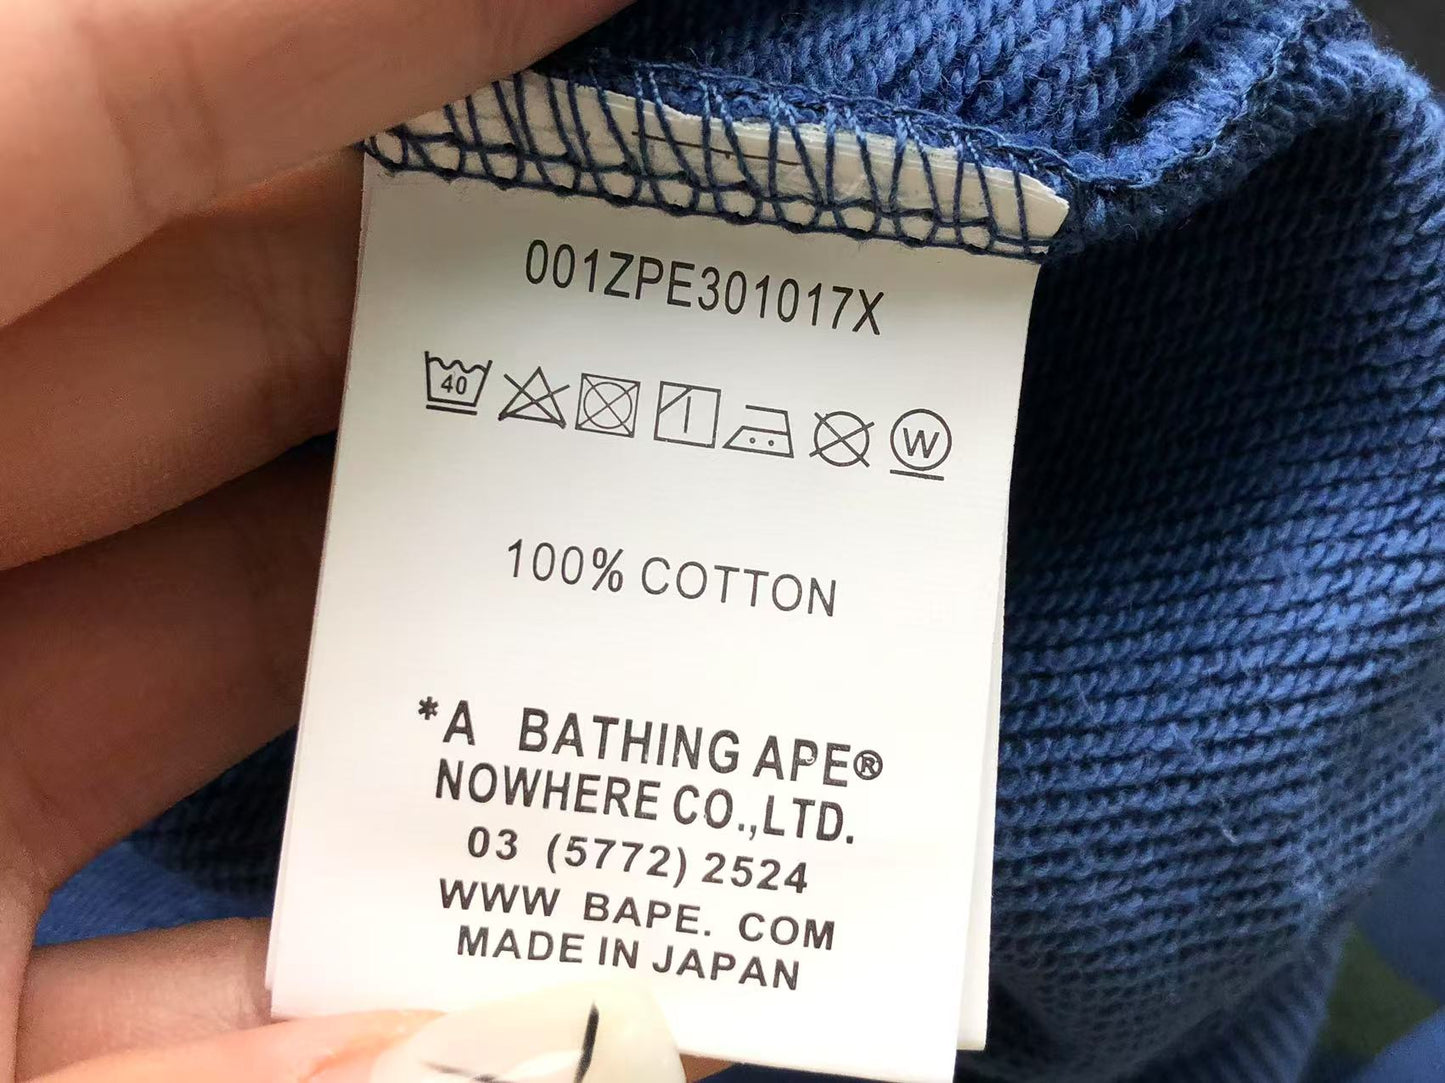 001ZPE301017X
40
W
100% COTTON
*A BATHING APE®
NOWHERE CO.,LTD.
03 (5772) 2524
WWW BAPE. COM
MADE IN JAPAN